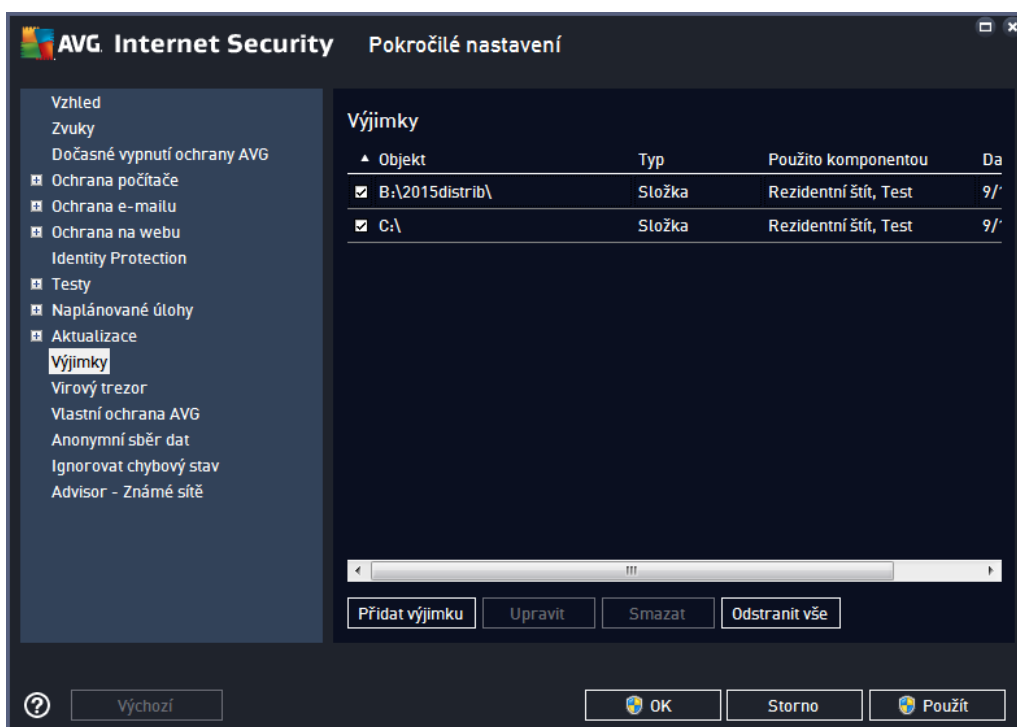 AVG. Internet Security Pokročilé nastavení
Vzhled
Zvuky
Dočasné vypnutí ochrany AVG
Ochrana počítače
Ochrana e-mailu
Ochrana na webu
Identity Protection
Testy
Naplánované úlohy
Aktualizace
Výjimky
Virový trezor
Vlastní ochrana AVG
Anonymní sběr dat
Ignorovat chybový stav
Advisor - Známé sítě
Výjimky
Objekt Typ Použito komponentou Da
B:\2015distrib\ Složka Rezidentní štít, Test 9/
C:\ Složka Rezidentní štít, Test 9/
Přidat výjimku Upravit Smazat Odstranit vše
Výchozí OK Storno Použít